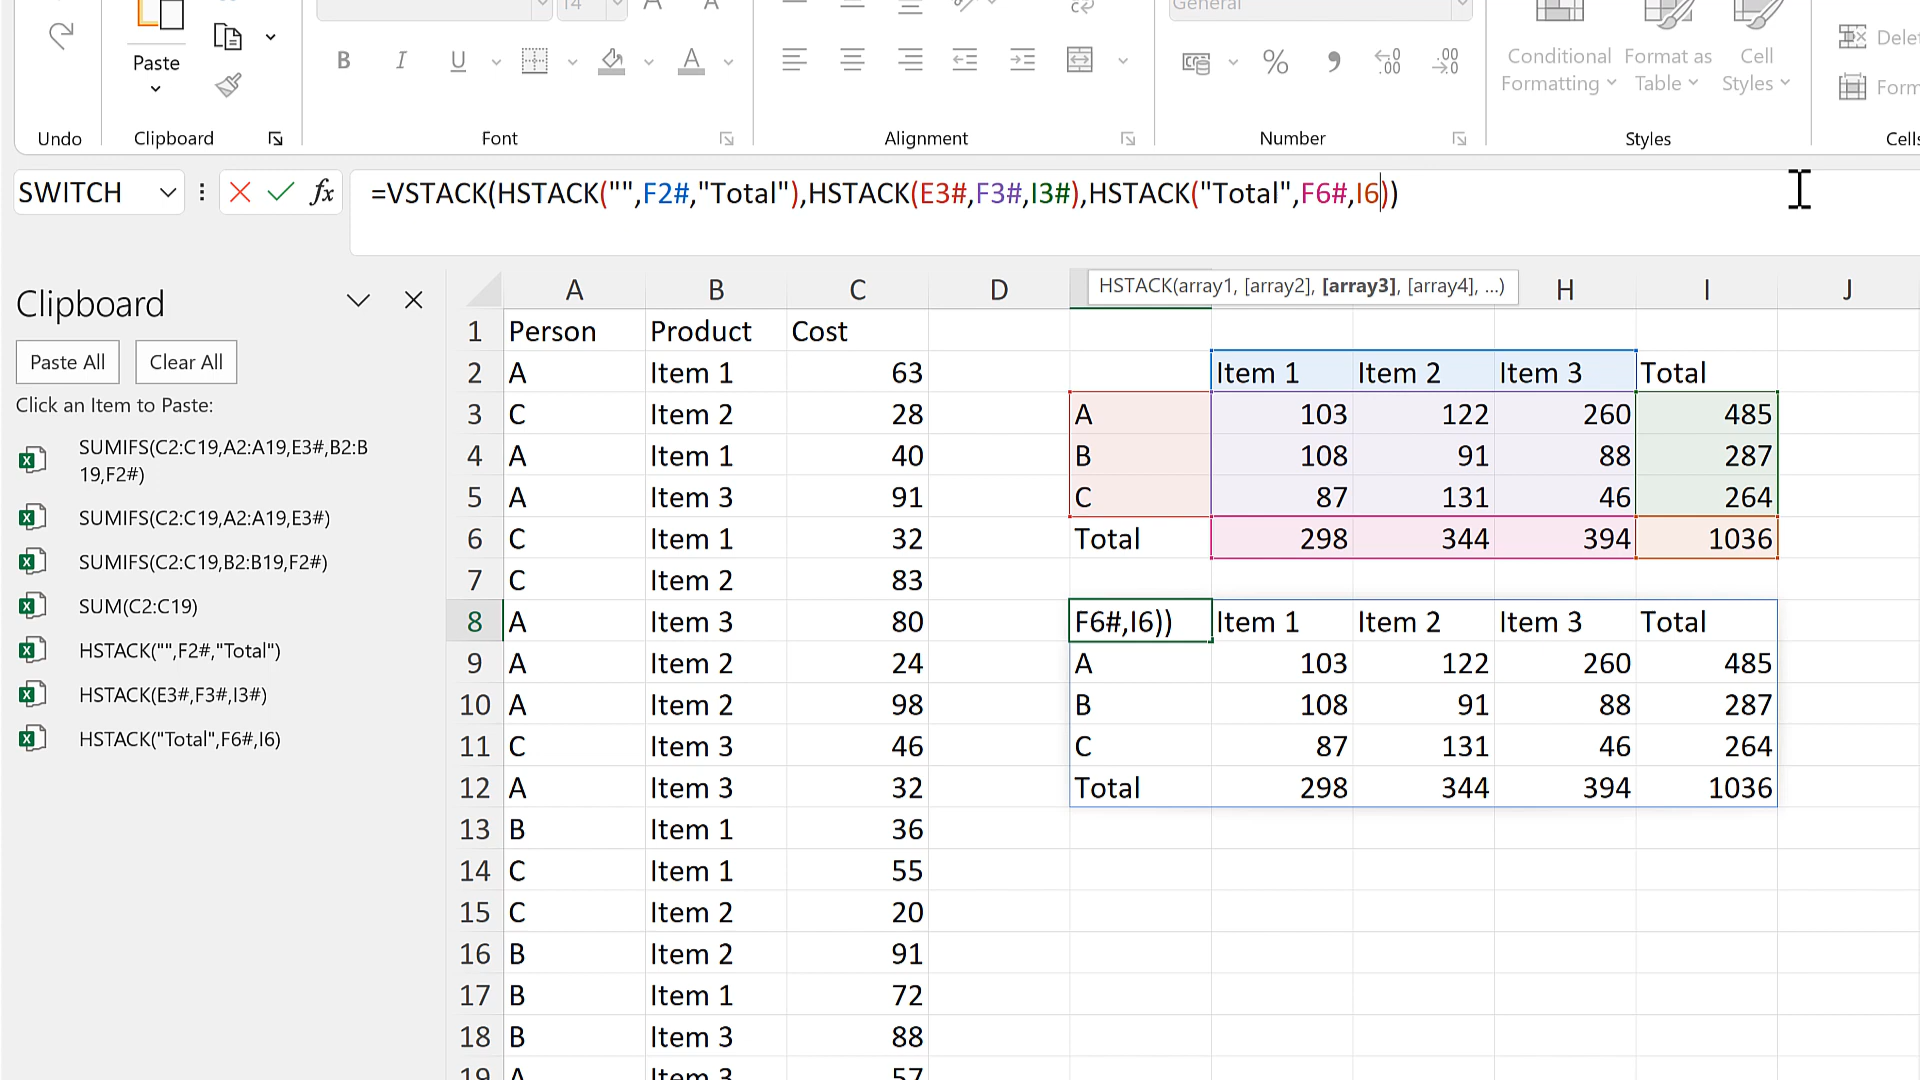 14
General
Paste
B I U
A
%
Conditional Formatting
Format as Table
Cell Styles
Undo
Clipboard
Font
Alignment
Number
Styles
SWITCH
fx
=VSTACK(HSTACK("",F2#,"Total"),HSTACK(E3#,F3#,I3#),HSTACK("Total",F6#,I6))
HSTACK(array1, [array2], [array3], [array4], ...)
Clipboard
Paste All
Clear All
Click an Item to Paste:
SUMIFS(C2:C19,A2:A19,E3#,B2:B
19,F2#)
SUMIFS(C2:C19,A2:A19,E3#)
SUMIFS(C2:C19,B2:B19,F2#)
SUM(C2:C19)
HSTACK("",F2#,"Total")
HSTACK(E3#,F3#,I3#)
HSTACK("Total",F6#,I6)
A B C D H I J
1 Person Product Cost
2 A Item 1 63 Item 1 Item 2 Item 3 Total
3 C Item 2 28 A 103 122 260 485
4 A Item 1 40 B 108 91 88 287
5 A Item 3 91 C 87 131 46 264
6 C Item 1 32 Total 298 344 394 1036
7 C Item 2 83
8 A Item 3 80 F6#,I6)) Item 1 Item 2 Item 3 Total
9 A Item 2 24 A 103 122 260 485
10 A Item 2 98 B 108 91 88 287
11 C Item 3 46 C 87 131 46 264
12 A Item 3 32 Total 298 344 394 1036
13 B Item 1 36
14 C Item 1 55
15 C Item 2 20
16 B Item 2 91
17 B Item 1 72
18 B Item 3 88
19 A Item 3 57